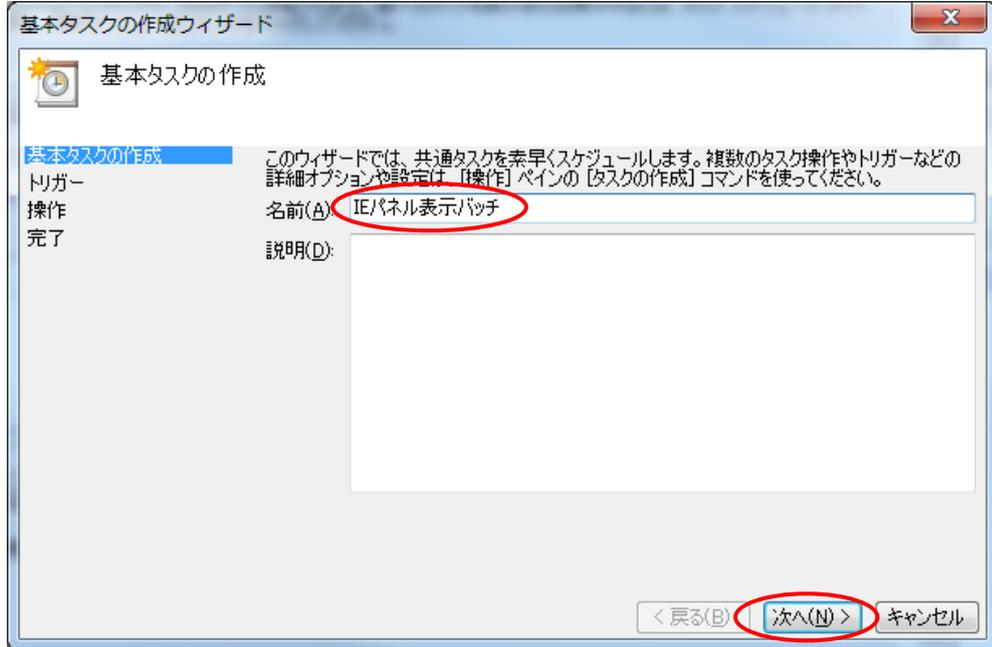 基本タスクの作成ウィザード
基本タスクの作成
基本タスクの作成
トリガー
操作
完了
このウィザードでは、共通タスクを素早くスケジュールします。複数のタスク操作やトリガーなどの
詳細オプションや設定は、[操作] ペインの [タスクの作成] コマンドを使ってください。
名前(A): IEパネル表示バッチ
説明(D):
< 戻る(B) 次へ(N) > キャンセル